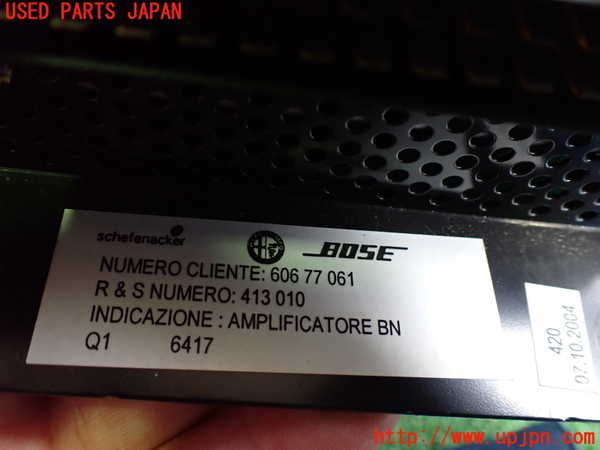 USED PARTS JAPAN
schefenacker
BOSE
NUMERO CLIENTE: 606 77 061
R & S NUMERO: 413 010
INDICAZIONE : AMPLIFICATORE BN
Q1 6417
420
07.10.2004
UPJ
http://www.upjpn.com/